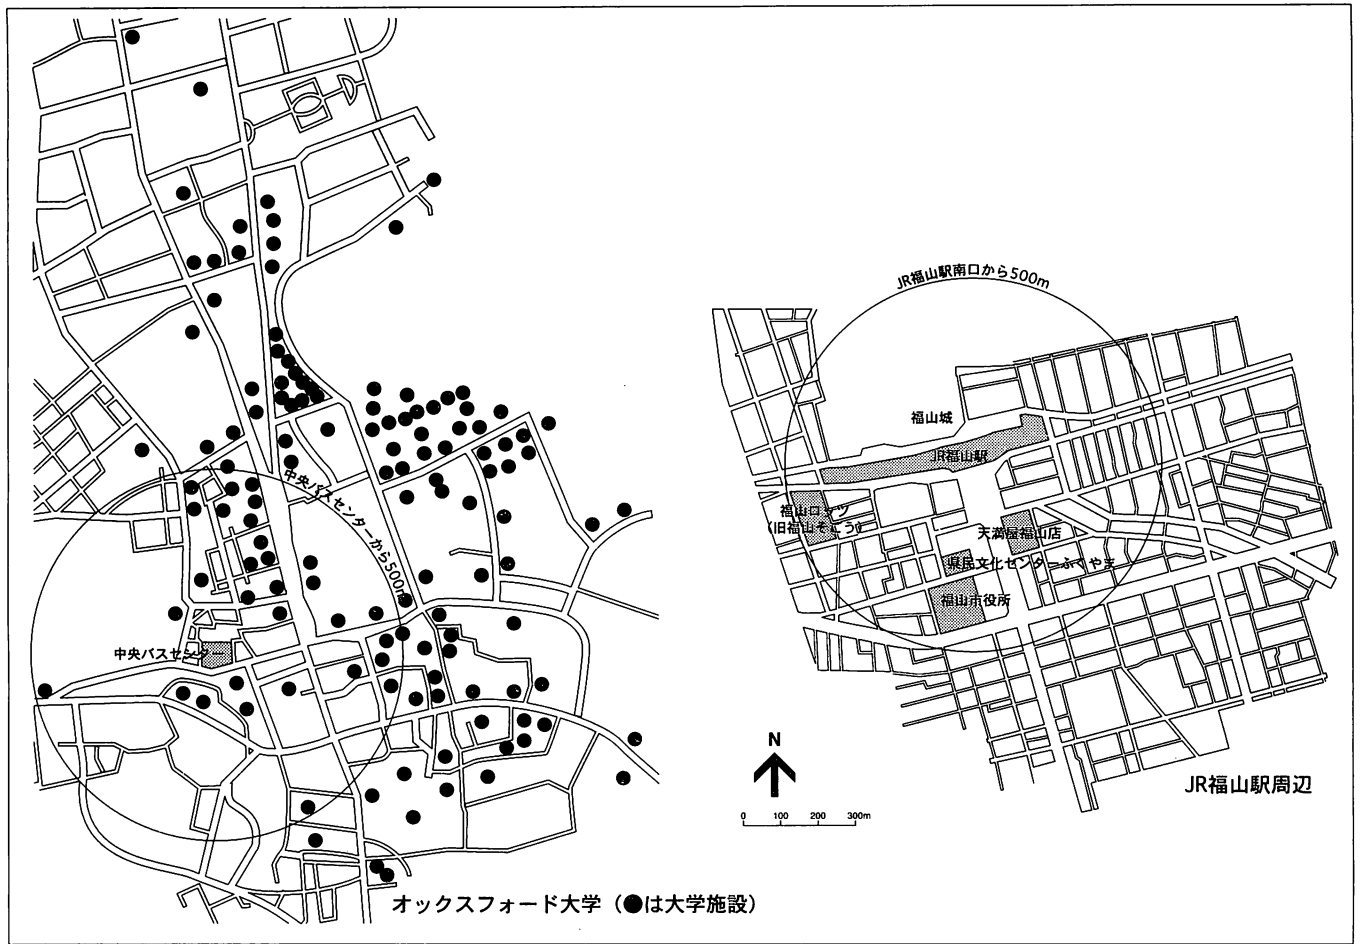 JR福山駅南口から500m
福山城
JR福山駅
福山ロッツ
(旧福山そごう)
天満屋福山店
県民文化センターふくやま
福山市役所
中央バスセンターから500m
中央バスセンター
N
0 100 200 300m
JR福山駅周辺
オックスフォード大学（●は大学施設）